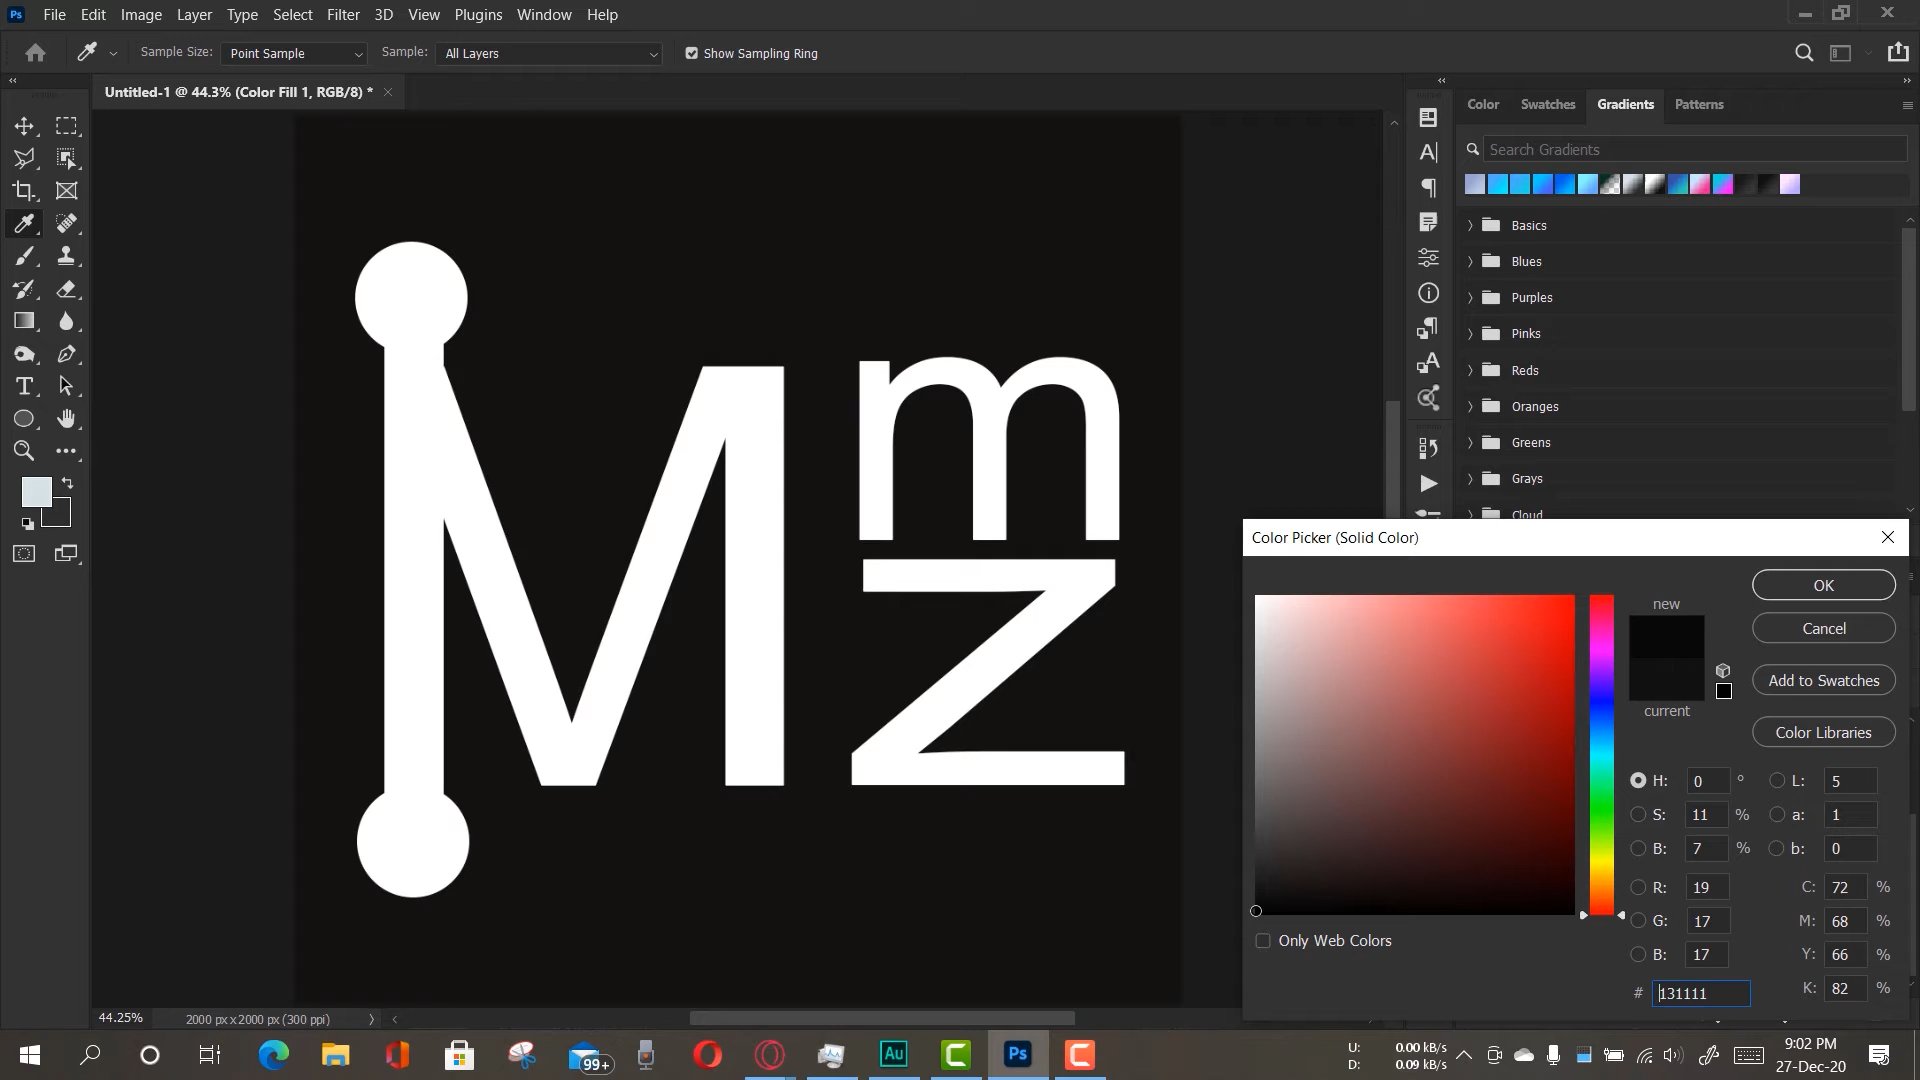 Ps File Edit Image Layer Type Select Filter 3D View Plugins Window Help
Sample Size: Point Sample Sample: All Layers Show Sampling Ring
Untitled-1 @ 44.3% (Color Fill 1, RGB/8) *
Color Swatches Gradients Patterns
Search Gradients
Basics
Blues
Purples
Pinks
Reds
Oranges
Greens
Grays
Cloud
M
m
z
Color Picker (Solid Color)
new
current
OK
Cancel
Add to Swatches
Color Libraries
H: 0 °
S: 11 %
B: 7 %
R: 19
G: 17
B: 17
# 131111
L: 5
a: 1
b: 0
C: 72 %
M: 68 %
Y: 66 %
K: 82 %
Only Web Colors
44.25% 2000 px x 2000 px (300 ppi)
99+
Au
Ps
U: 0.00 kB/s
D: 0.09 kB/s
9:02 PM
27-Dec-20